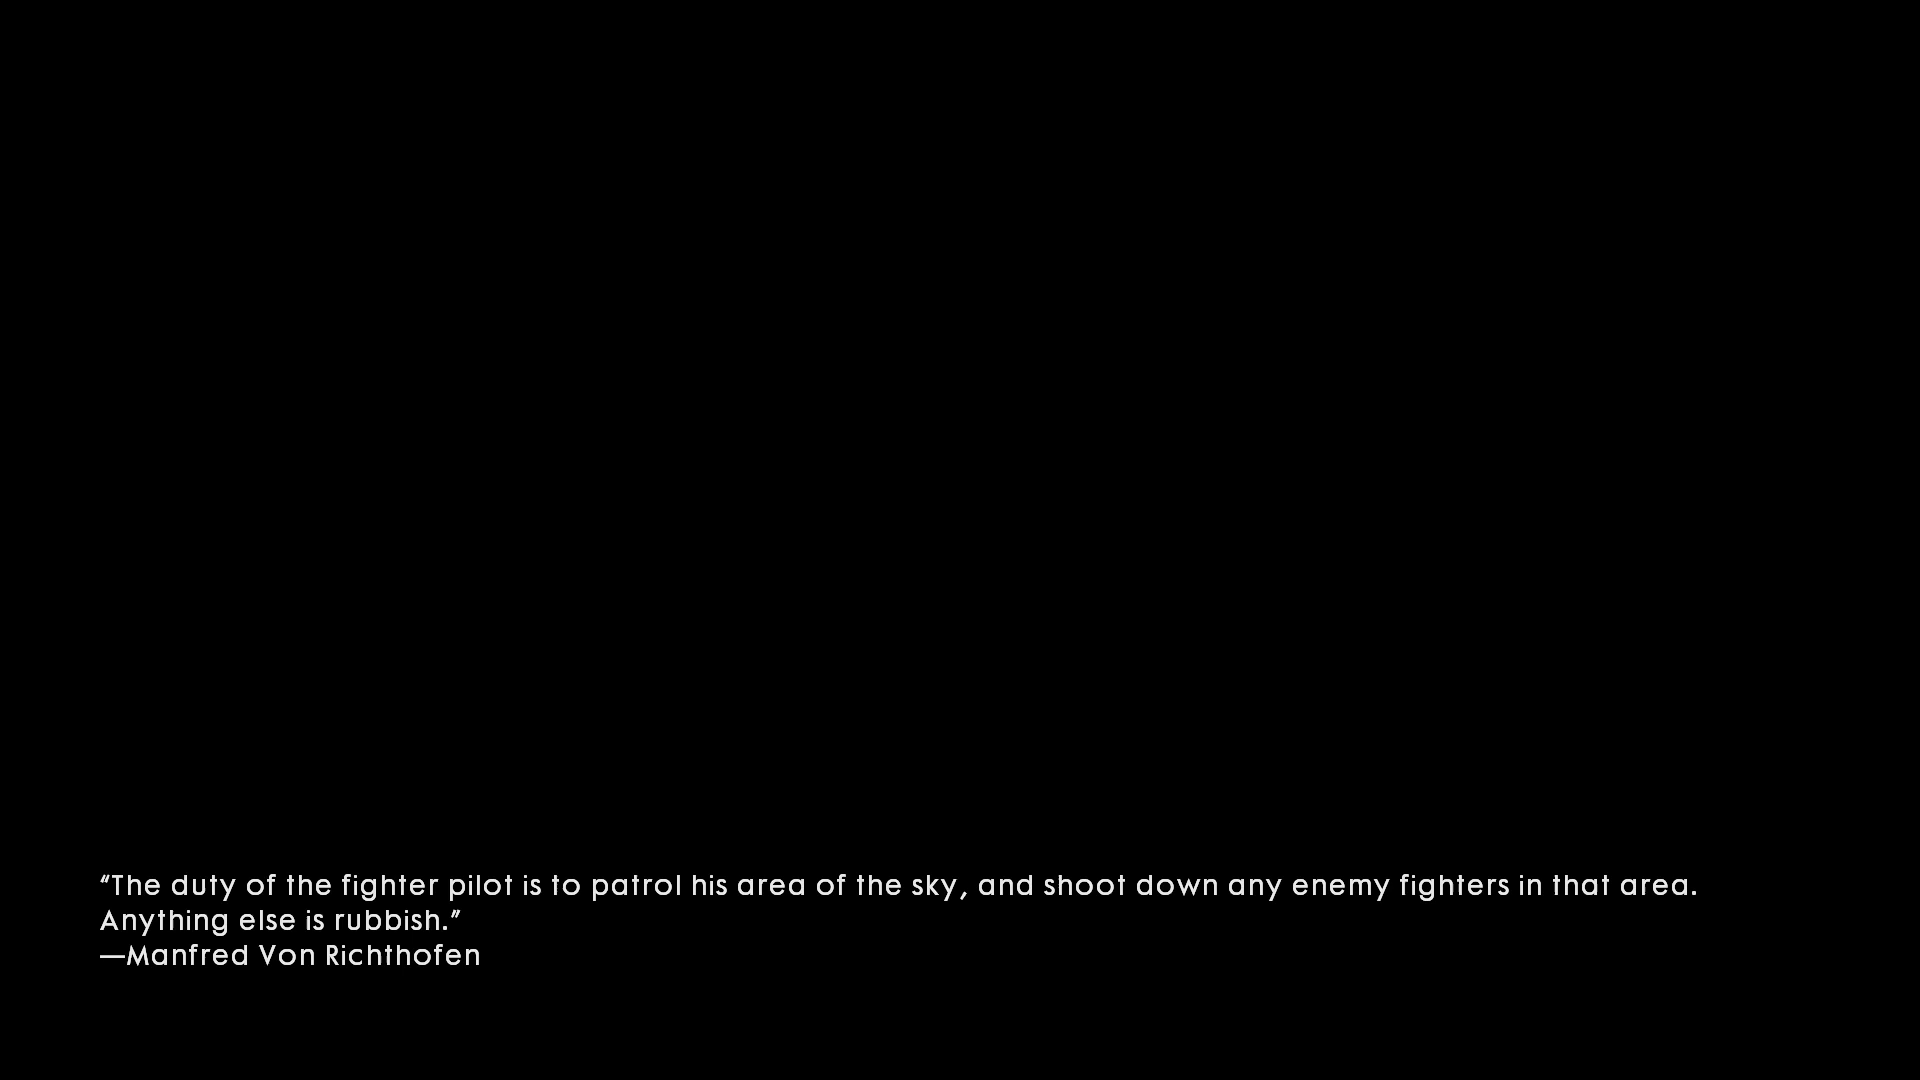 “The duty of the fighter pilot is to patrol his area of the sky, and shoot down any enemy fighters in that area.
Anything else is rubbish.”
—Manfred Von Richthofen